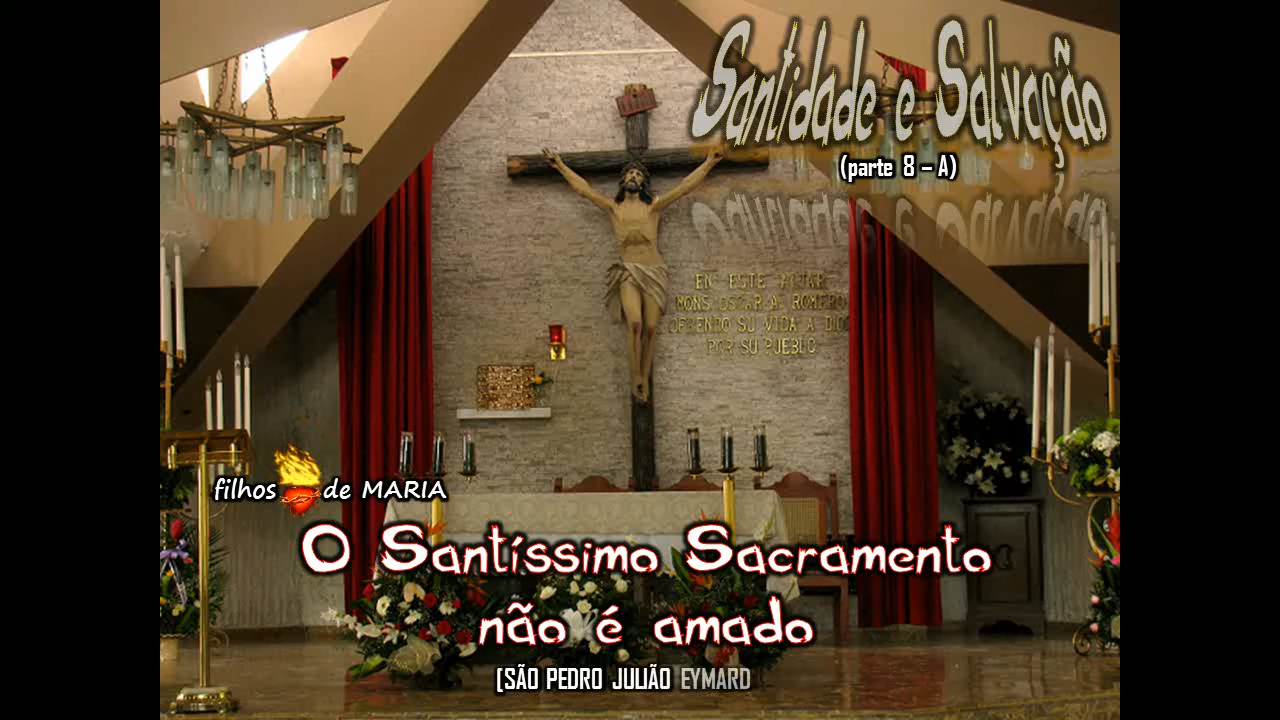 Santidade e Salvação
(parte 8 – A)
EN ESTE ALTAR
MONS. OSCAR A. ROMERO
OFRENDO SU VIDA A DIOS
POR SU PUEBLO
filhos de MARIA
O Santíssimo Sacramento
não é amado
[SÃO PEDRO JULIÃO EYMARD